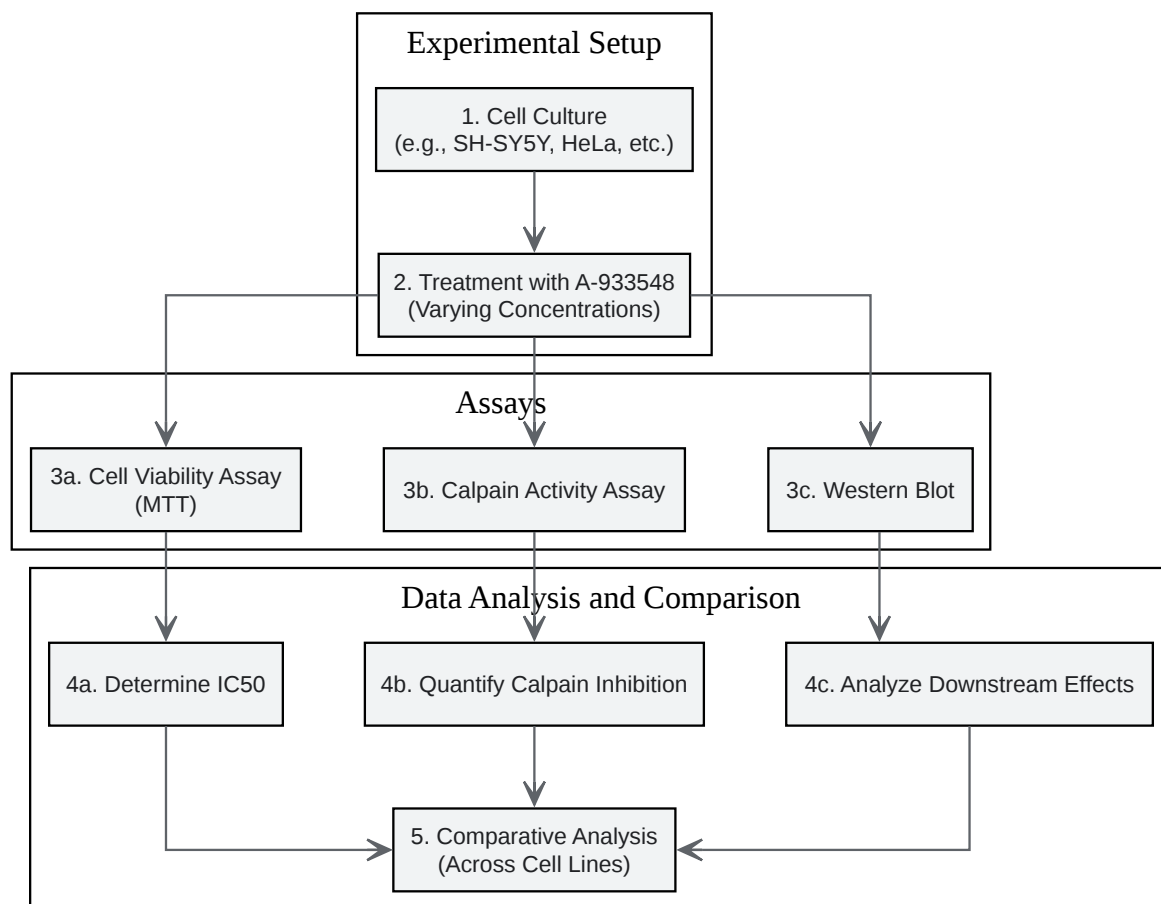 Experimental Setup
1. Cell Culture
(e.g., SH-SY5Y, HeLa, etc.)
2. Treatment with A-933548
(Varying Concentrations)
Assays
3a. Cell Viability Assay
(MTT)
3b. Calpain Activity Assay
3c. Western Blot
Data Analysis and Comparison
4a. Determine IC50
4b. Quantify Calpain Inhibition
4c. Analyze Downstream Effects
5. Comparative Analysis
(Across Cell Lines)